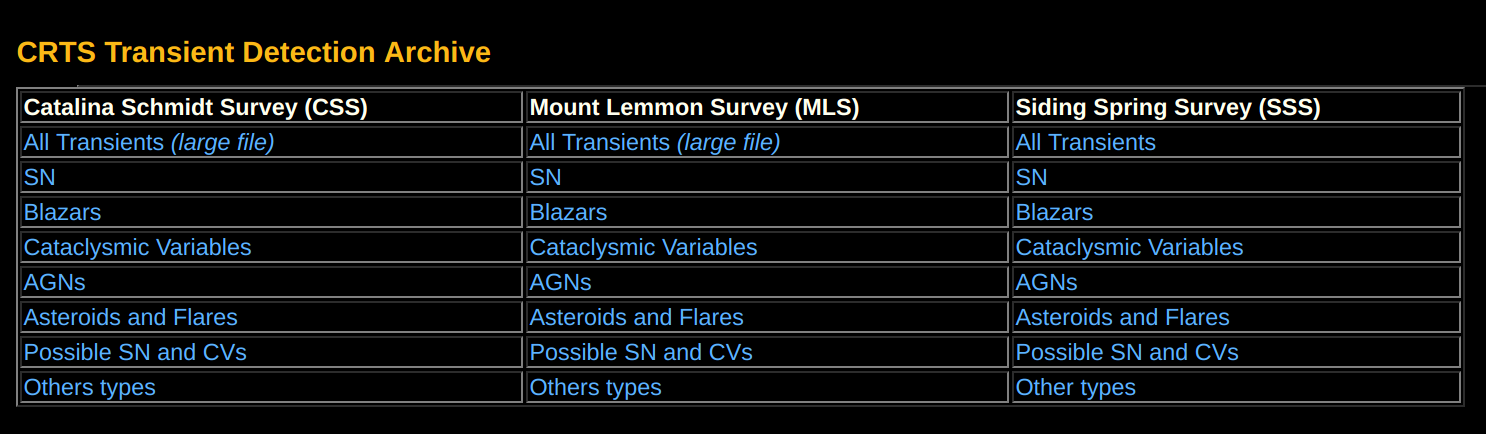 CRTS Transient Detection Archive
Catalina Schmidt Survey (CSS) Mount Lemmon Survey (MLS) Siding Spring Survey (SSS)
All Transients (large file) All Transients (large file) All Transients
SN SN SN
Blazars Blazars Blazars
Cataclysmic Variables Cataclysmic Variables Cataclysmic Variables
AGNs AGNs AGNs
Asteroids and Flares Asteroids and Flares Asteroids and Flares
Possible SN and CVs Possible SN and CVs Possible SN and CVs
Others types Others types Other types